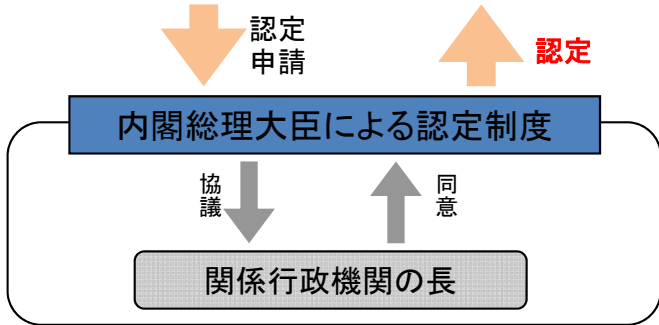 認定
申請
認定
内閣総理大臣による認定制度
協議
同意
関係行政機関の長